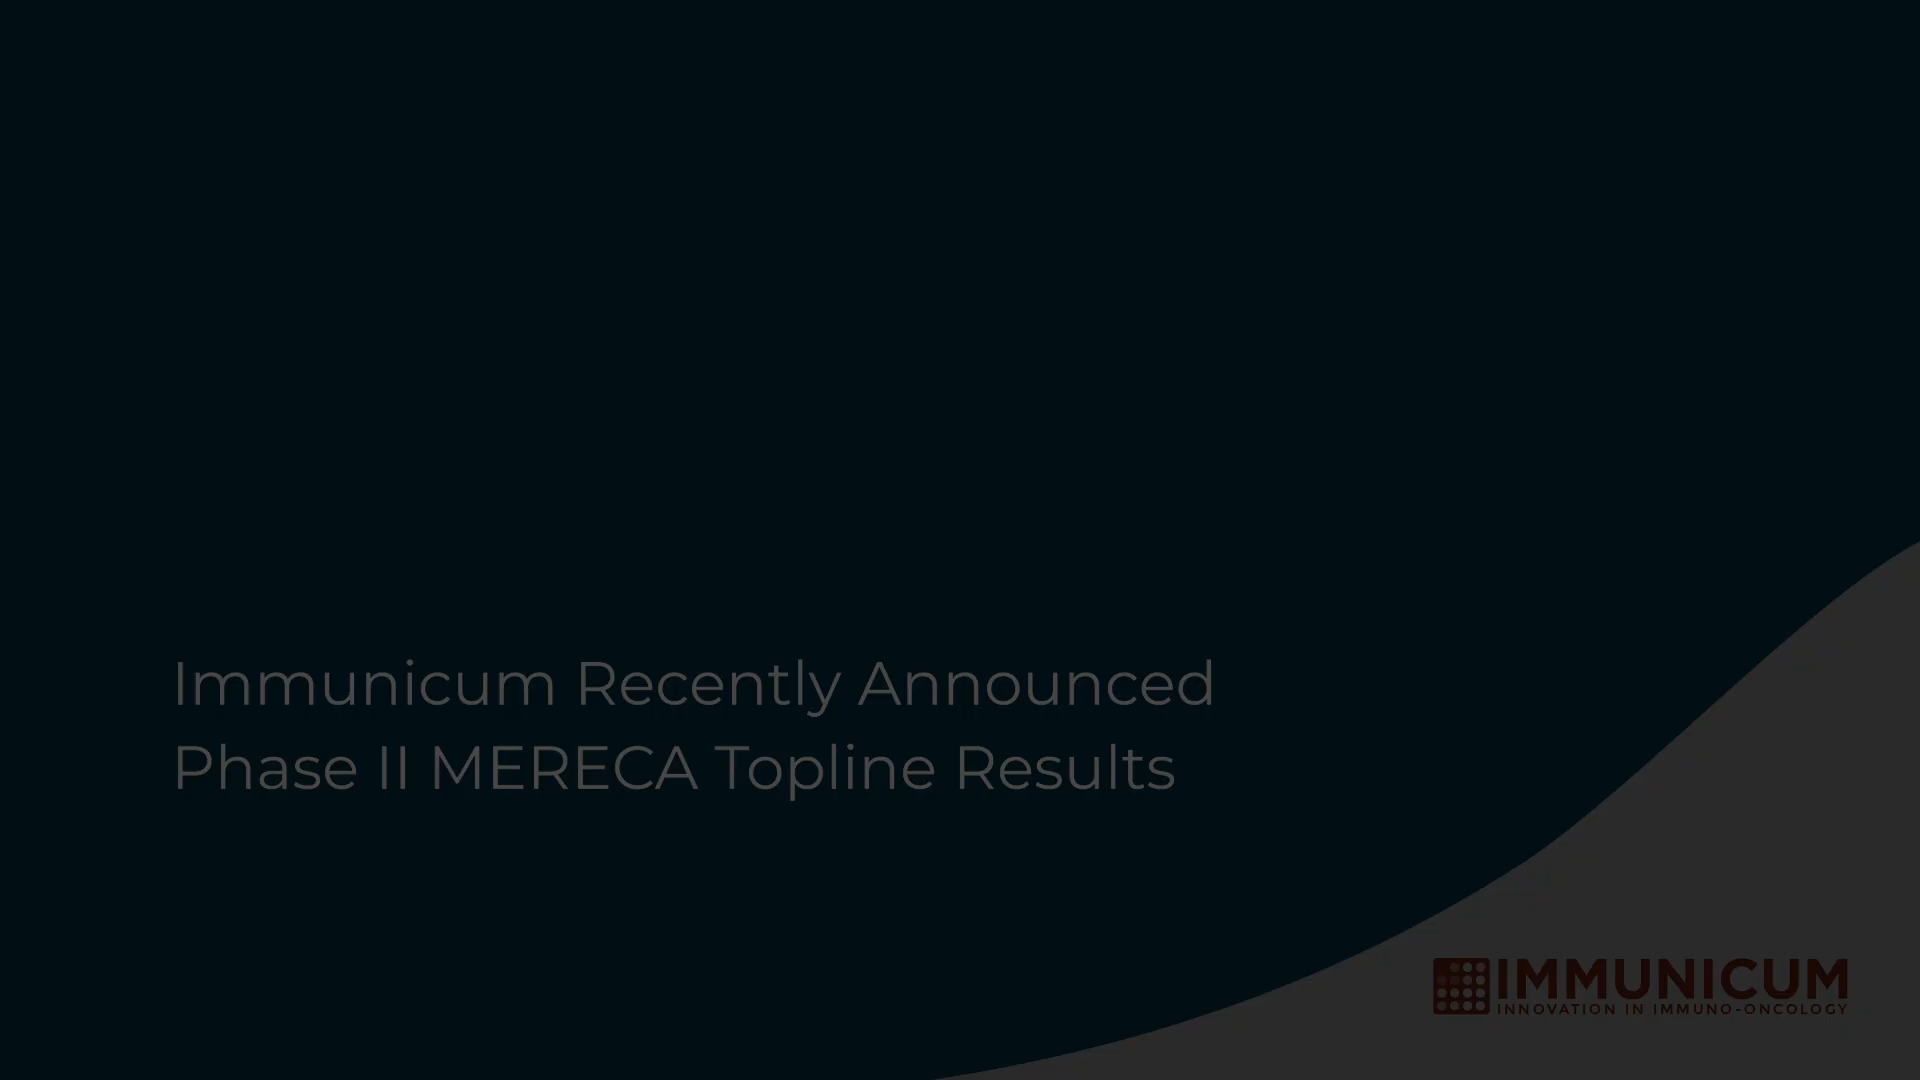 Immunicum Recently Announced
Phase II MERECA Topline Results
IMMUNICUM
INNOVATION IN IMMUNO-ONCOLOGY